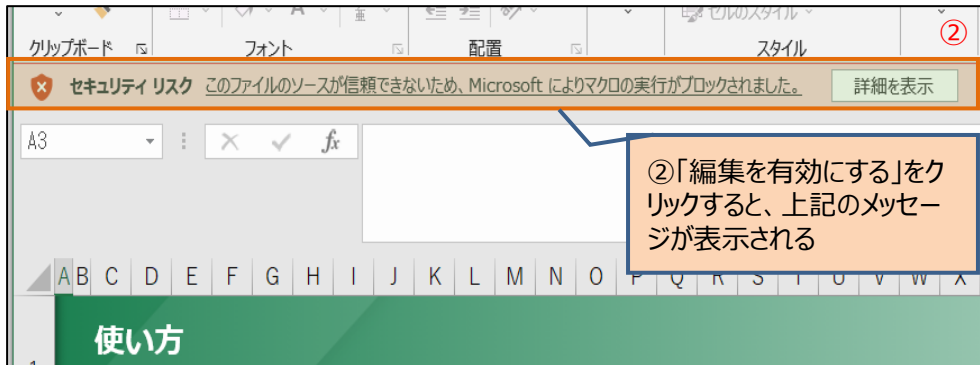 セルのスタイル
クリップボード フォント 配置 スタイル
②
セキュリティ リスク このファイルのソースが信頼できないため、Microsoft によりマクロの実行がブロックされました。 詳細を表示
A3 fx
②「編集を有効にする」をク
リックすると、上記のメッセー
ジが表示される
A B C D E F G H I J K L M N O P Q R S T U V W X
使い方
1